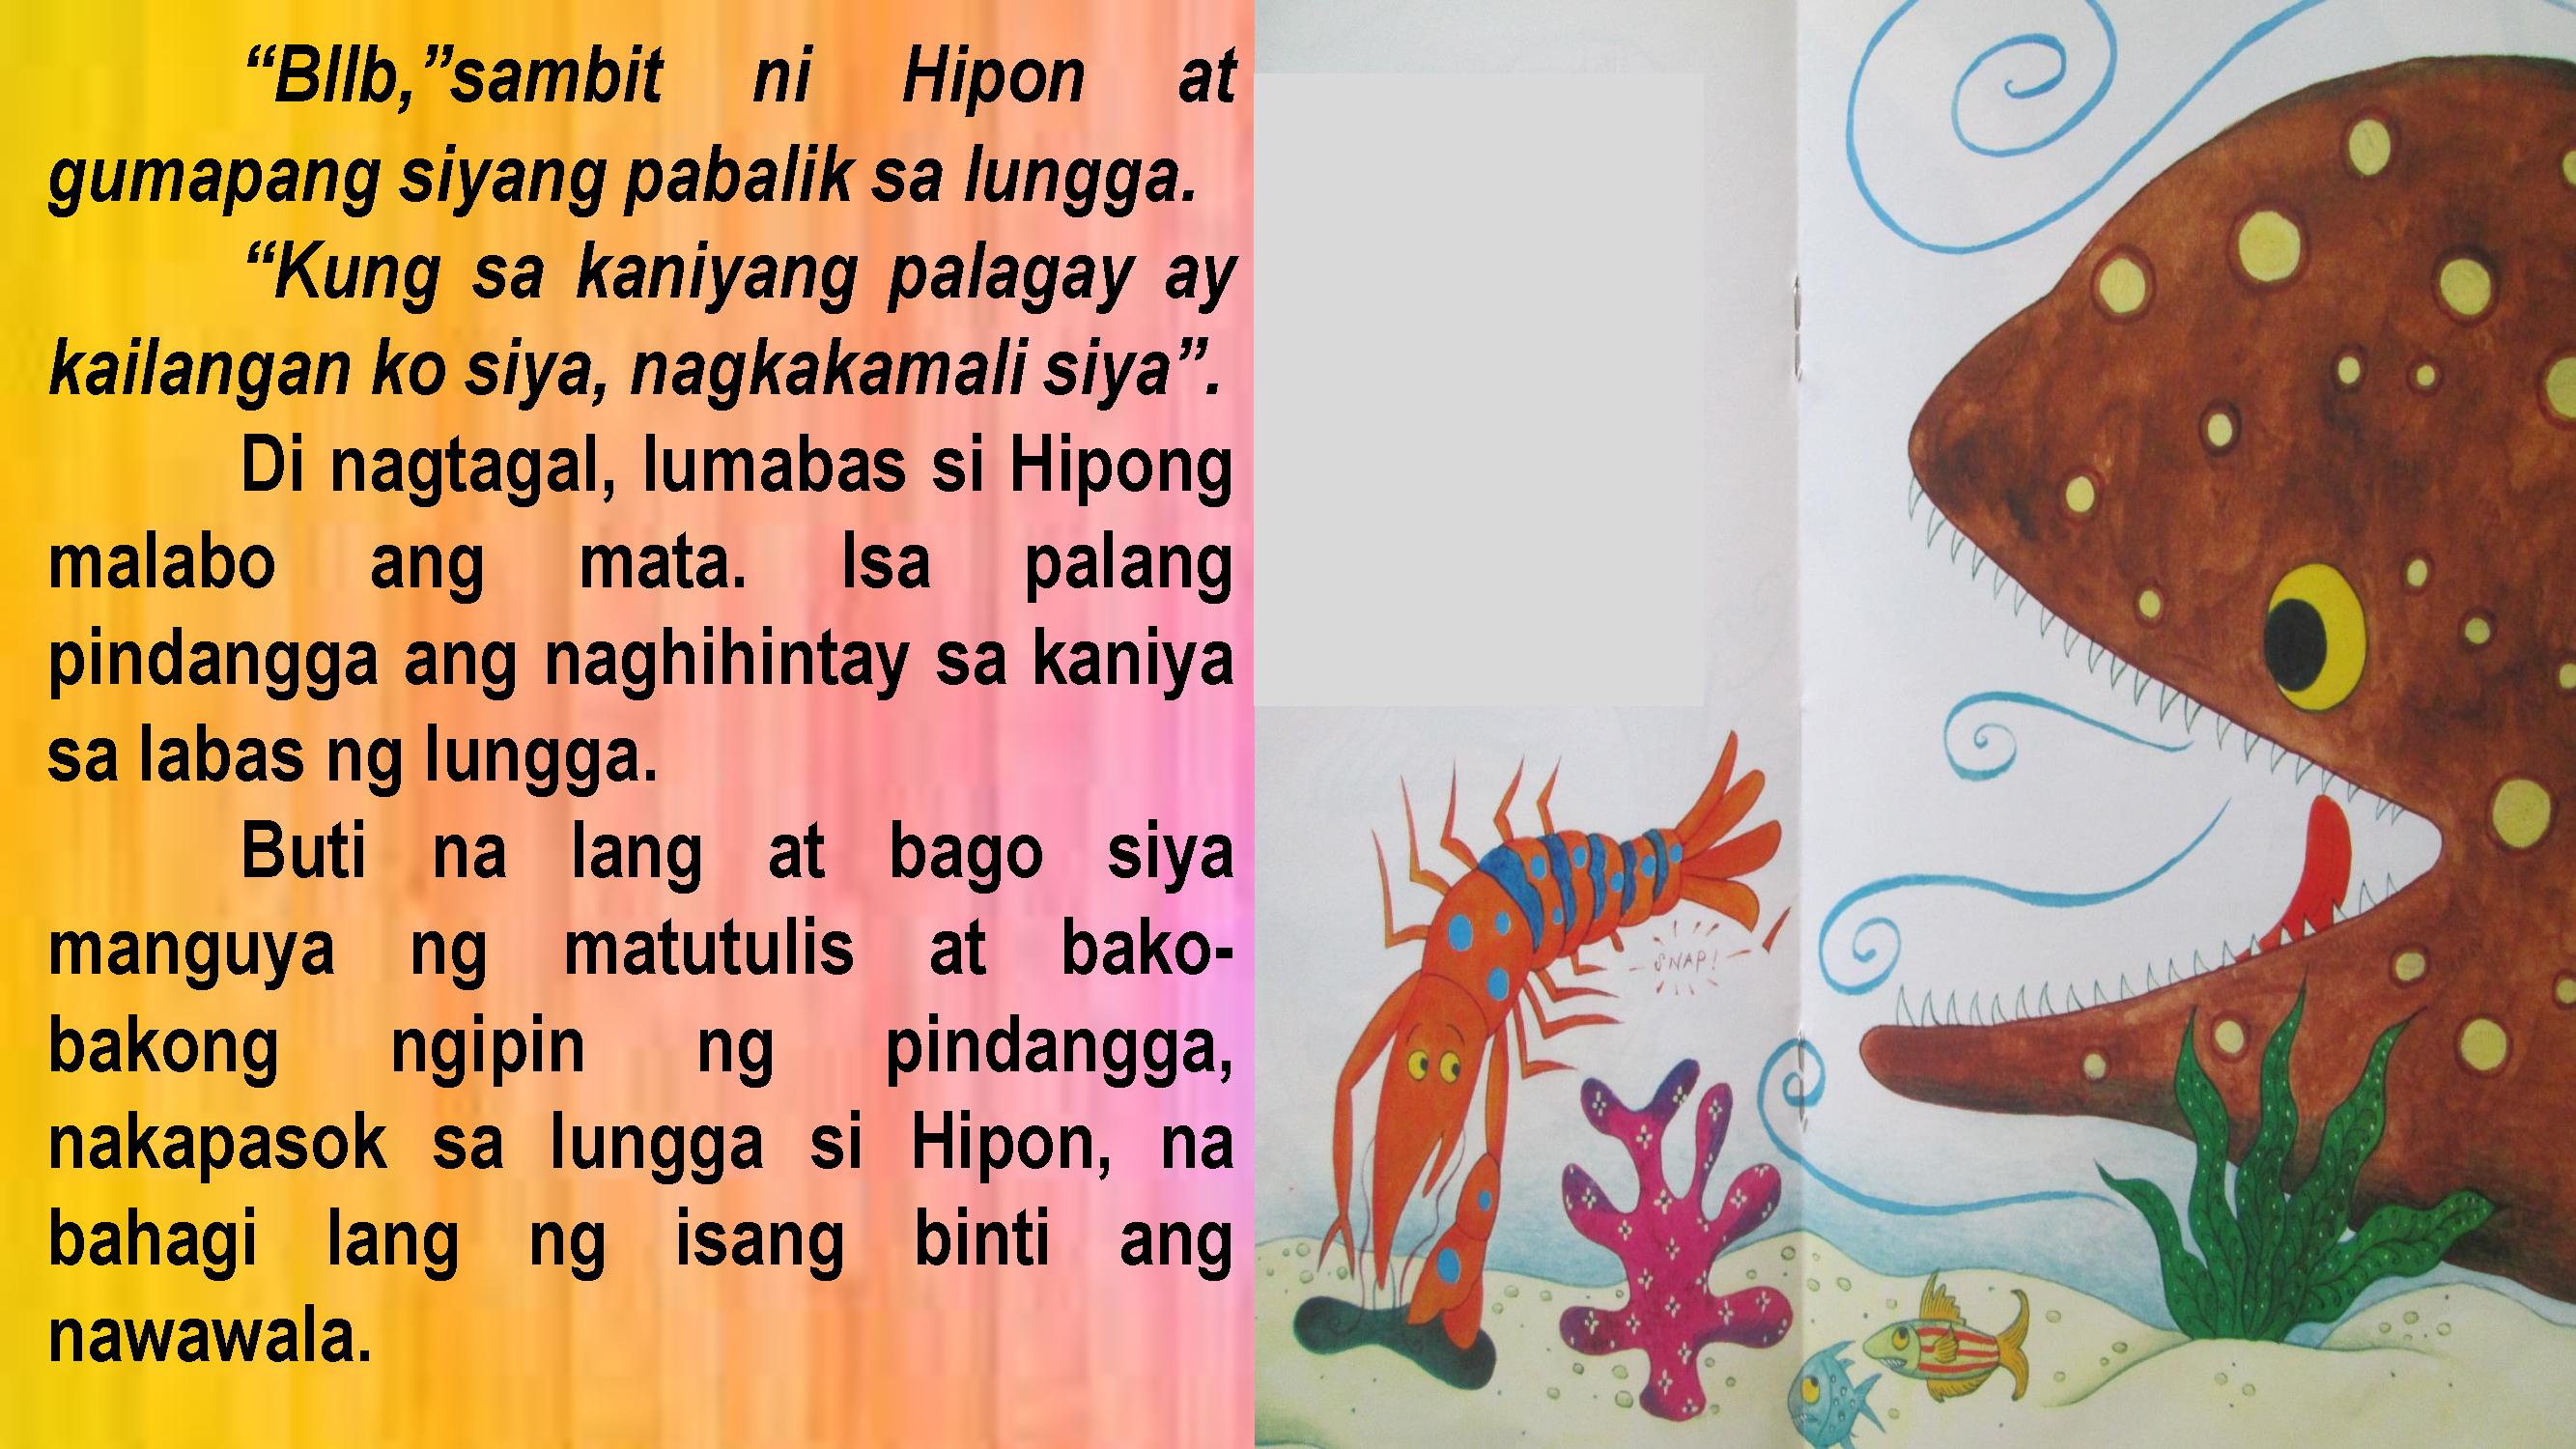 “Bllb,”sambit ni Hipon at
gumapang siyang pabalik sa lungga.
“Kung sa kaniyang palagay ay
kailangan ko siya, nagkakamali siya”.
Di nagtagal, lumabas si Hipong
malabo ang mata. Isa palang
pindangga ang naghihintay sa kaniya
sa labas ng lungga.
Buti na lang at bago siya
manguya ng matutulis at bako-
bakong ngipin ng pindangga,
nakapasok sa lungga si Hipon, na
bahagi lang ng isang binti ang
nawawala.
SNAP!